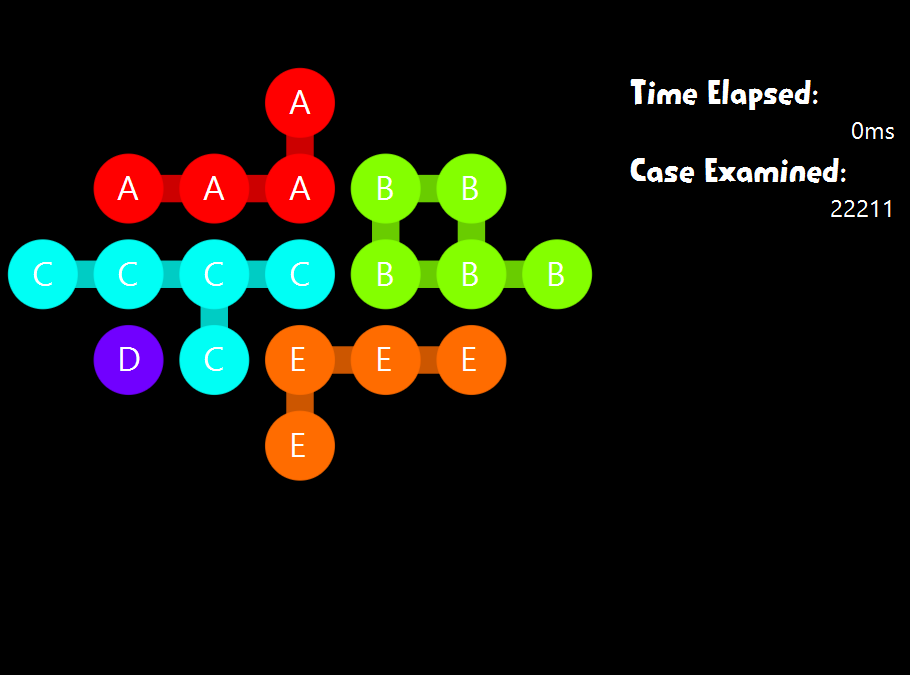 A
Time Elapsed:
0ms
Case Examined:
22211
A A A B B
C C C C B B B
D C E E E
E